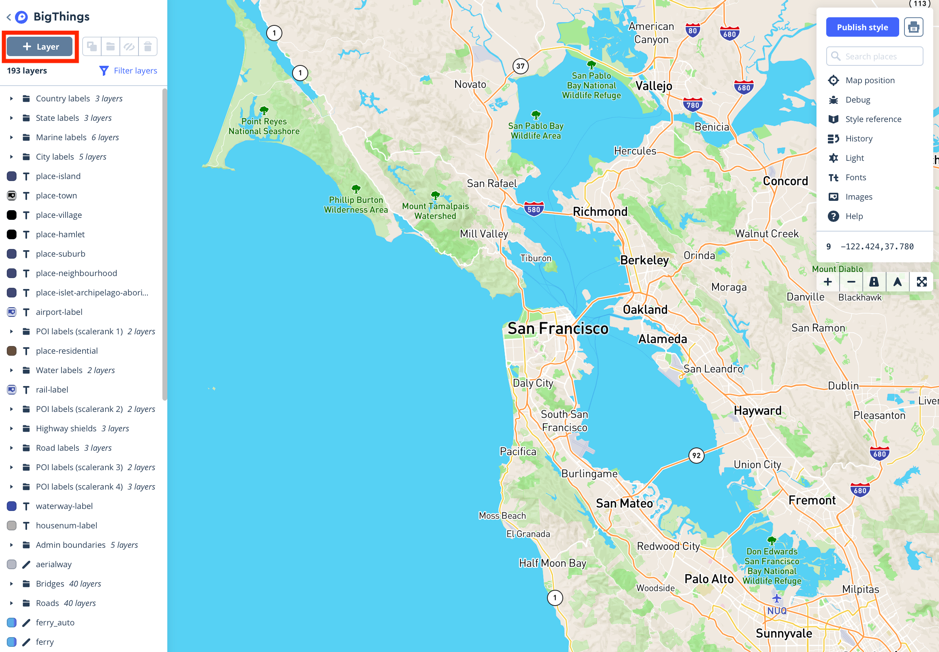 BigThings
Layer
193 layers
Filter layers
Country labels 3 layers
State labels 3 layers
Marine labels 6 layers
City labels 5 layers
place-island
place-town
place-village
place-hamlet
place-suburb
place-neighbourhood
place-islet-archipelago-abori...
airport-label
POI labels (scalerank 1) 2 layers
place-residential
Water labels 2 layers
rail-label
POI labels (scalerank 2) 2 layers
Highway shields 3 layers
Road labels 3 layers
POI labels (scalerank 3) 2 layers
POI labels (scalerank 4) 3 layers
waterway-label
housenum-label
Admin boundaries 5 layers
aerialway
Bridges 40 layers
Roads 40 layers
ferry_auto
ferry
1
1
37
American
Canyon
80
680
(113)
Novato
San Pablo
Bay National
Wildlife Refuge
Vallejo
680
780
Point Reyes
National Seashore
San Pablo Bay
Wildlife Area
Benicia
Hercules
San Rafael
Concord
Phillip Burton
Wilderness Area
Mount Tamalpais
Watershed
580
Richmond
Mill Valley
Walnut Creek
Tiburon
Berkeley
Orinda
Mount Diablo
Moraga
Danville
Blackhawk
Oakland
San Francisco
Alameda
San Ramon
San Leandro
Daly City
Dublin
Liver
South San
Francisco
Hayward
Pleasanton
Pacifica
92
680
Union City
Burlingame
680
San Mateo
Fremont
Moss Beach
El Granada
Redwood City
Don Edwards
San Francisco
Bay National
Wildlife Refuge
Half Moon Bay
Palo Alto
Woodside
Milpitas
1
NUQ
Sunnyvale
Publish style
Search places
Map position
Debug
Style reference
History
Light
Fonts
Images
Help
9 -122.424,37.780